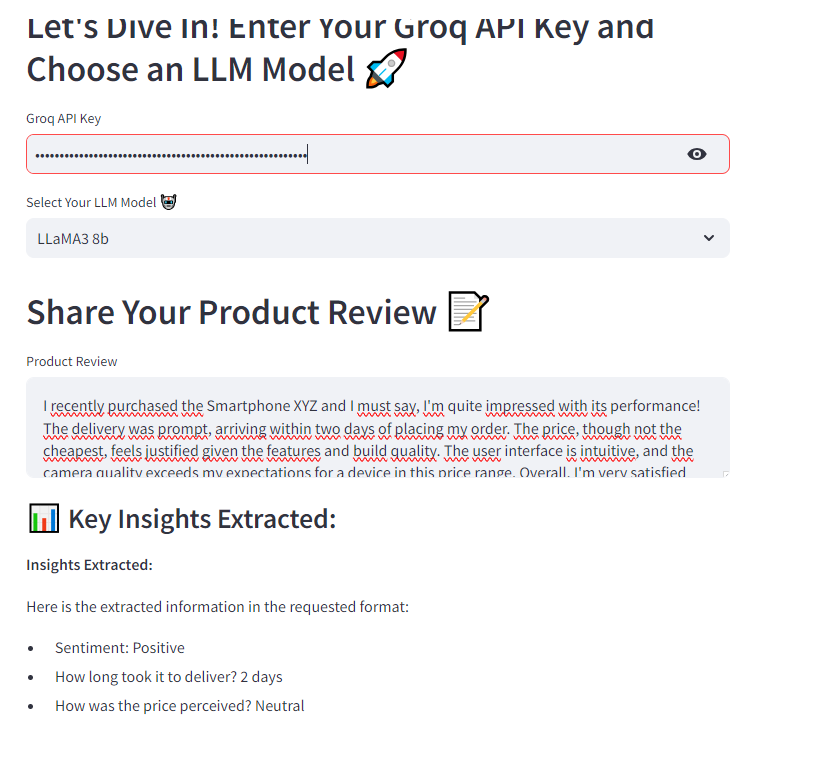 Let's Dive In! Enter Your Groq API Key and
Choose an LLM Model 🚀
Groq API Key
••••••••••••••••••••••••••••••••••••••••••••••••••••••••
Select Your LLM Model 🤖
LLaMA3 8b
Share Your Product Review 📝
Product Review
I recently purchased the Smartphone XYZ and I must say, I'm quite impressed with its performance!
The delivery was prompt, arriving within two days of placing my order. The price, though not the
cheapest, feels justified given the features and build quality. The user interface is intuitive, and the
camera quality exceeds my expectations for a device in this price range. Overall, I'm very satisfied
📊 Key Insights Extracted:
Insights Extracted:
Here is the extracted information in the requested format:
• Sentiment: Positive
• How long took it to deliver? 2 days
• How was the price perceived? Neutral